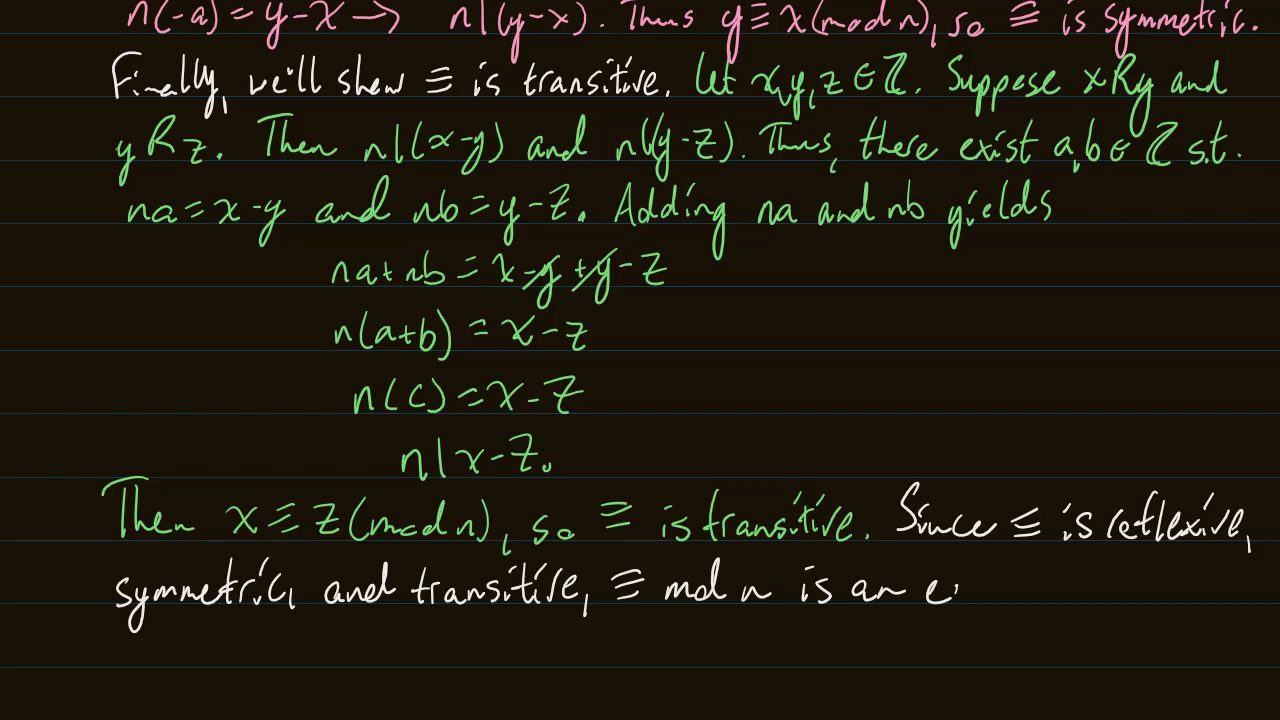 n(-a) = y-x → n|(y-x). Thus y≡x(mod n), so ≡ is symmetric.
Finally, we'll show ≡ is transitive. Let x,y,z∈ℤ. Suppose xRy and
yRz. Then n|(x-y) and n|(y-z). Thus, there exist a,b∈ℤ s.t.
na=x-y and nb=y-z. Adding na and nb yields
na+nb=x-y+y-z
n(a+b)=x-z
n(c)=x-z
n|x-z.
Then x≡z(mod n), so ≡ is transitive. Since ≡ is reflexive,
symmetric, and transitive, ≡ mod n is an e